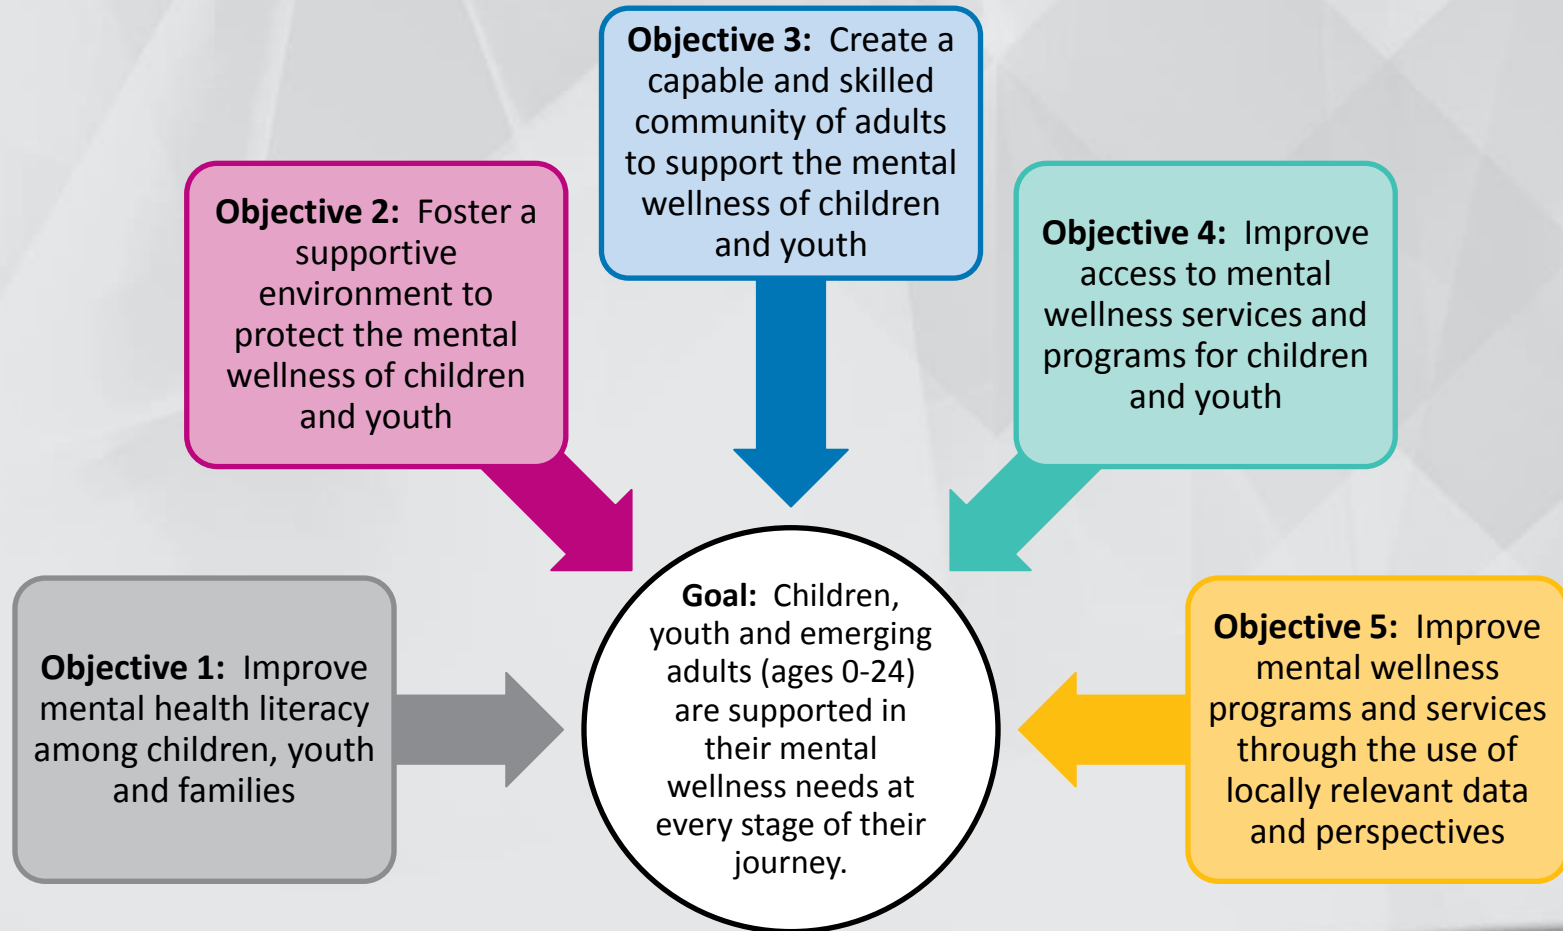 Objective 1:  Improve
mental health literacy
among children, youth
and families
Objective 2:  Foster a
supportive
environment to
protect the mental
wellness of children
and youth
Objective 3:  Create a
capable and skilled
community of adults
to support the mental
wellness of children
and youth
Objective 4:  Improve
access to mental
wellness services and
programs for children
and youth
Objective 5:  Improve
mental wellness
programs and services
through the use of
locally relevant data
and perspectives
Goal:  Children,
youth and emerging
adults (ages 0-24)
are supported in
their mental
wellness needs at
every stage of their
journey.